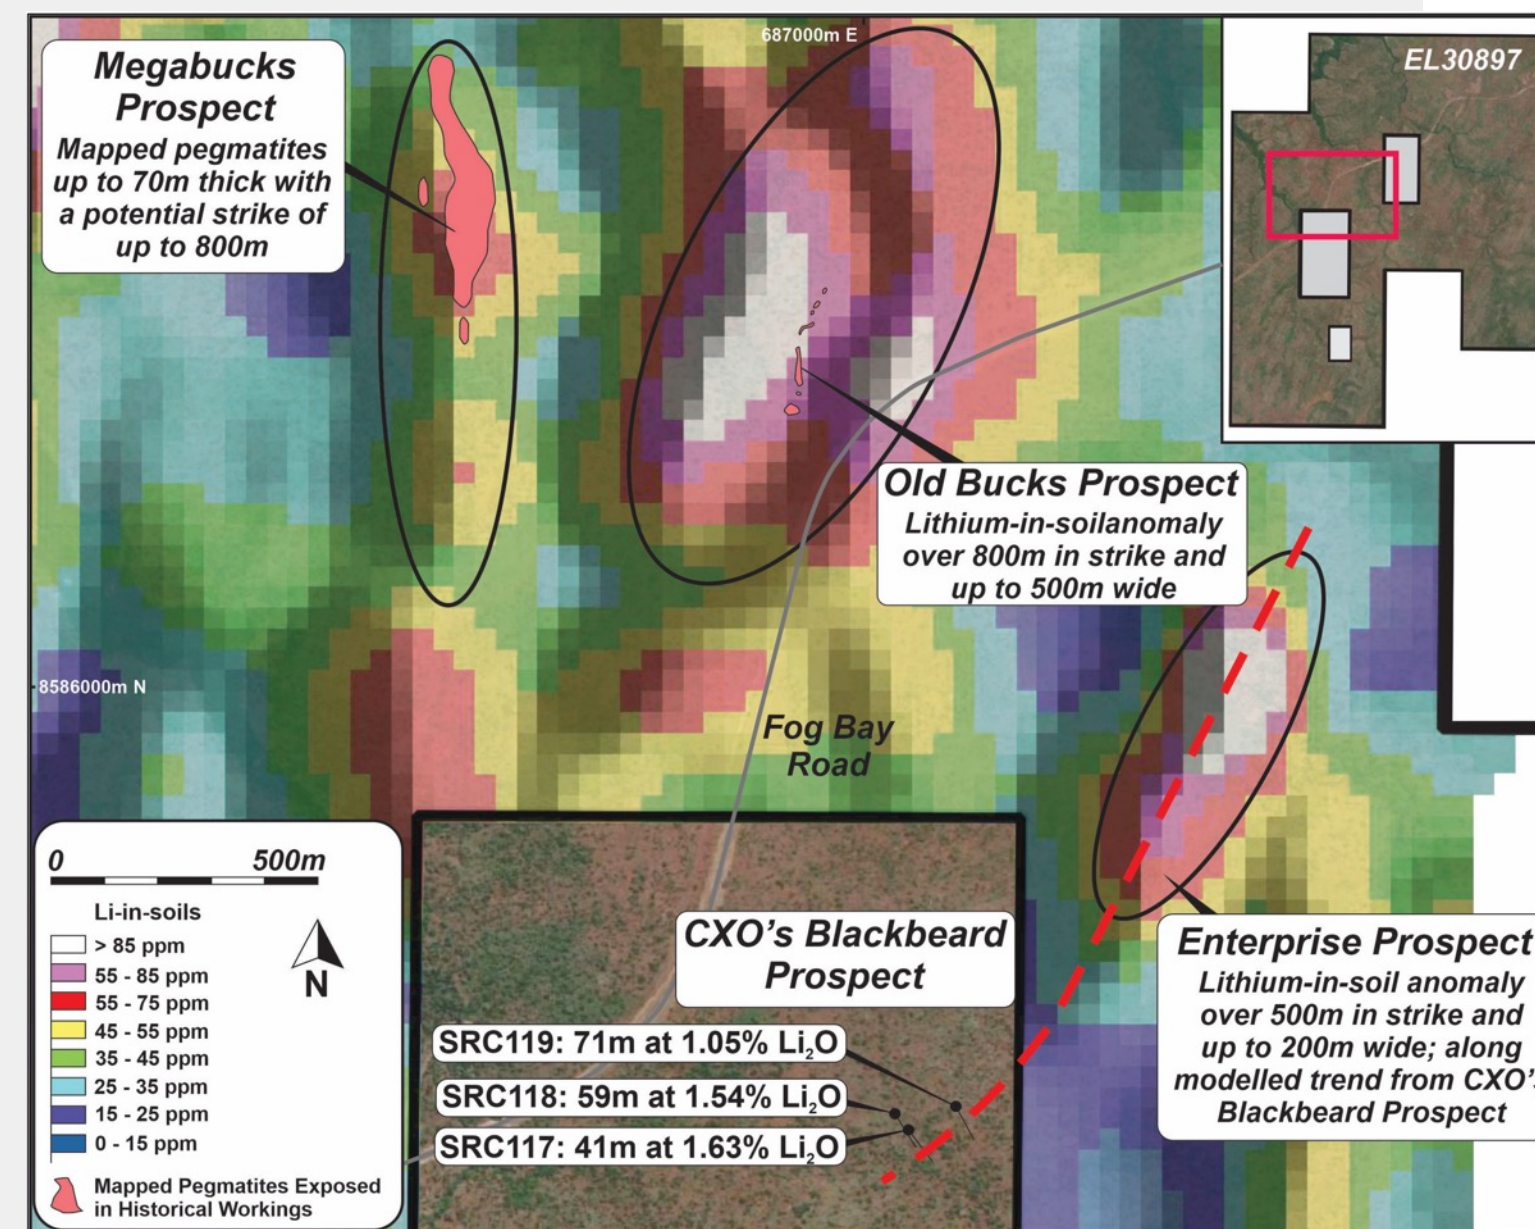 687000m E
EL30897
Megabucks
Prospect
Mapped pegmatites
up to 70m thick with
a potential strike of
up to 800m
Old Bucks Prospect
Lithium-in-soilanomaly
over 800m in strike and
up to 500m wide
8586000m N
Fog Bay
Road
0 500m
Li-in-soils
> 85 ppm
55 - 85 ppm
55 - 75 ppm
45 - 55 ppm
35 - 45 ppm
25 - 35 ppm
15 - 25 ppm
0 - 15 ppm
N
Mapped Pegmatites Exposed
in Historical Workings
CXO's Blackbeard
Prospect
SRC119: 71m at 1.05% Li₂O
SRC118: 59m at 1.54% Li₂O
SRC117: 41m at 1.63% Li₂O
Enterprise Prospect
Lithium-in-soil anomaly
over 500m in strike and
up to 200m wide; along
modelled trend from CXO's
Blackbeard Prospect